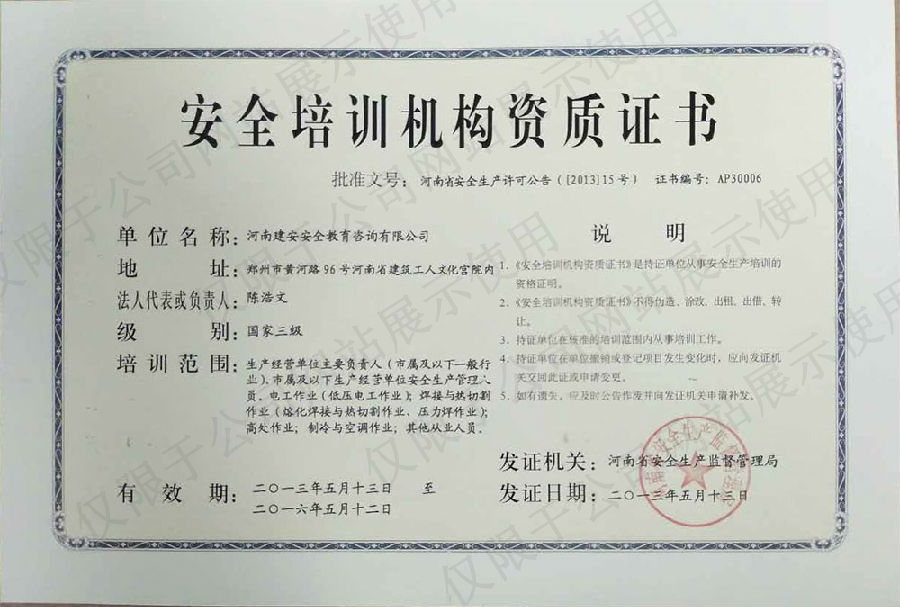 安全培训机构资质证书
批准文号：河南省安全生产许可公告（[2013]15号） 证书编号：AP30006
单位名称：河南建安安全教育咨询有限公司
地址：郑州市黄河路96号河南省建筑工人文化宫院内
法人代表或负责人：陈浩文
级别：国家三级
培训范围：生产经营单位主要负责人（市属及以下一般行
业）、市属及以下生产经营单位安全生产管理人
员、电工作业（低压电工作业）；焊接与热切割
作业（熔化焊接与热切割作业、压力焊作业）；
高处作业；制冷与空调作业；其他从业人员。
有效期：二〇一三年五月十三日 至
二〇一六年五月十二日
说明
1.《安全培训机构资质证书》是持证单位从事安全生产培训的
资格证明。
2.《安全培训机构资质证书》不得伪造、涂改、出租、出借、转
让。
3. 持证单位在核准的培训范围内从事培训工作。
4. 持证单位在单位撤销或登记项目发生变化时，应向发证机
关交回此证或申请变更。
5. 如有遗失，应及时公告作废并向发证机关申请补发。
发证机关：河南省安全生产监督管理局
发证日期：二〇一三年五月十三日
仅限于公司网站展示使用